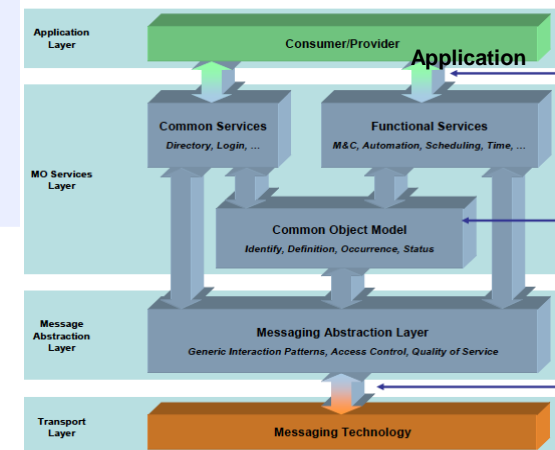 Application
Layer
Consumer/Provider
Application
Common Services
Directory, Login, ...
Functional Services
M&C, Automation, Scheduling, Time, ...
MO Services
Layer
Common Object Model
Identify, Definition, Occurrence, Status
Message
Abstraction
Layer
Messaging Abstraction Layer
Generic Interaction Patterns, Access Control, Quality of Service
Transport
Layer
Messaging Technology